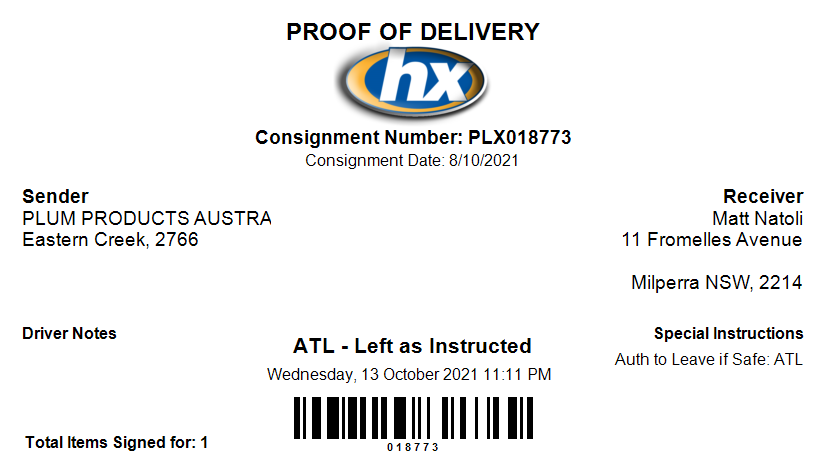 PROOF OF DELIVERY
hx
Consignment Number: PLX018773
Consignment Date: 8/10/2021
Sender
PLUM PRODUCTS AUSTRA
Eastern Creek, 2766
Receiver
Matt Natoli
11 Fromelles Avenue
Milperra NSW, 2214
Driver Notes
ATL - Left as Instructed
Wednesday, 13 October 2021 11:11 PM
Special Instructions
Auth to Leave if Safe: ATL
018773
Total Items Signed for: 1